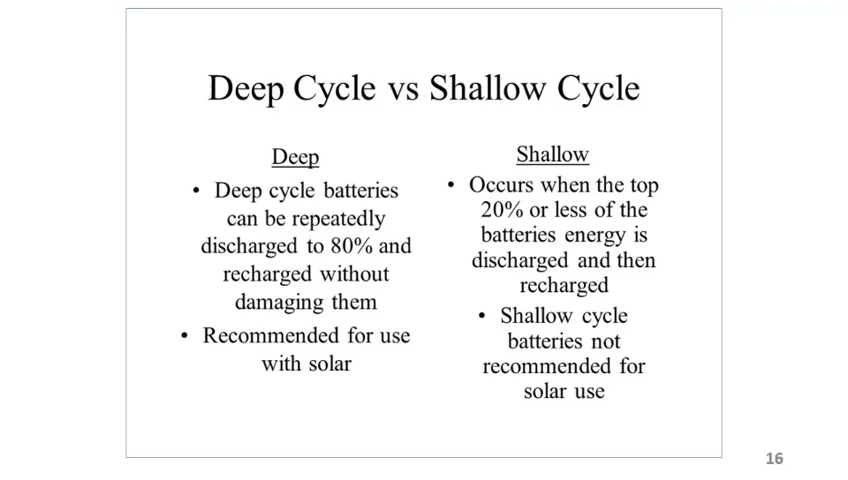 Deep Cycle vs Shallow Cycle
Deep
• Deep cycle batteries
can be repeatedly
discharged to 80% and
recharged without
damaging them
• Recommended for use
with solar
Shallow
• Occurs when the top
20% or less of the
batteries energy is
discharged and then
recharged
• Shallow cycle
batteries not
recommended for
solar use
16